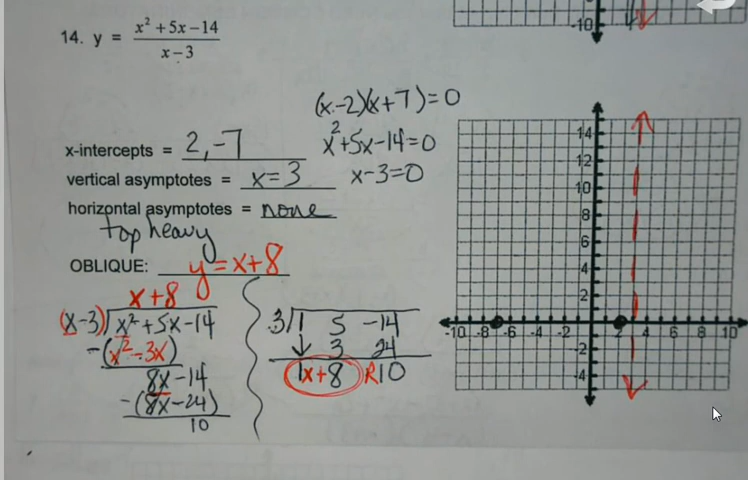 -10
14. y = x² + 5x − 14
x − 3
(x-2)(x+7)=0
x²+5x-14=0
x-3=0
x-intercepts = 2,-7
vertical asymptotes = x=3
horizontal asymptotes = none
top heavy
OBLIQUE: y=x+8
x+8
(x-3) x²+5x-14
-(x²-3x)
8x-14
-(8x-24)
10
3 1 5 -14
↓ 3 24
1x+8 R10
14
12
10
8
6
4
2
-10 -8 -6 -4 -2 2 4 6 8 10
-2
-4